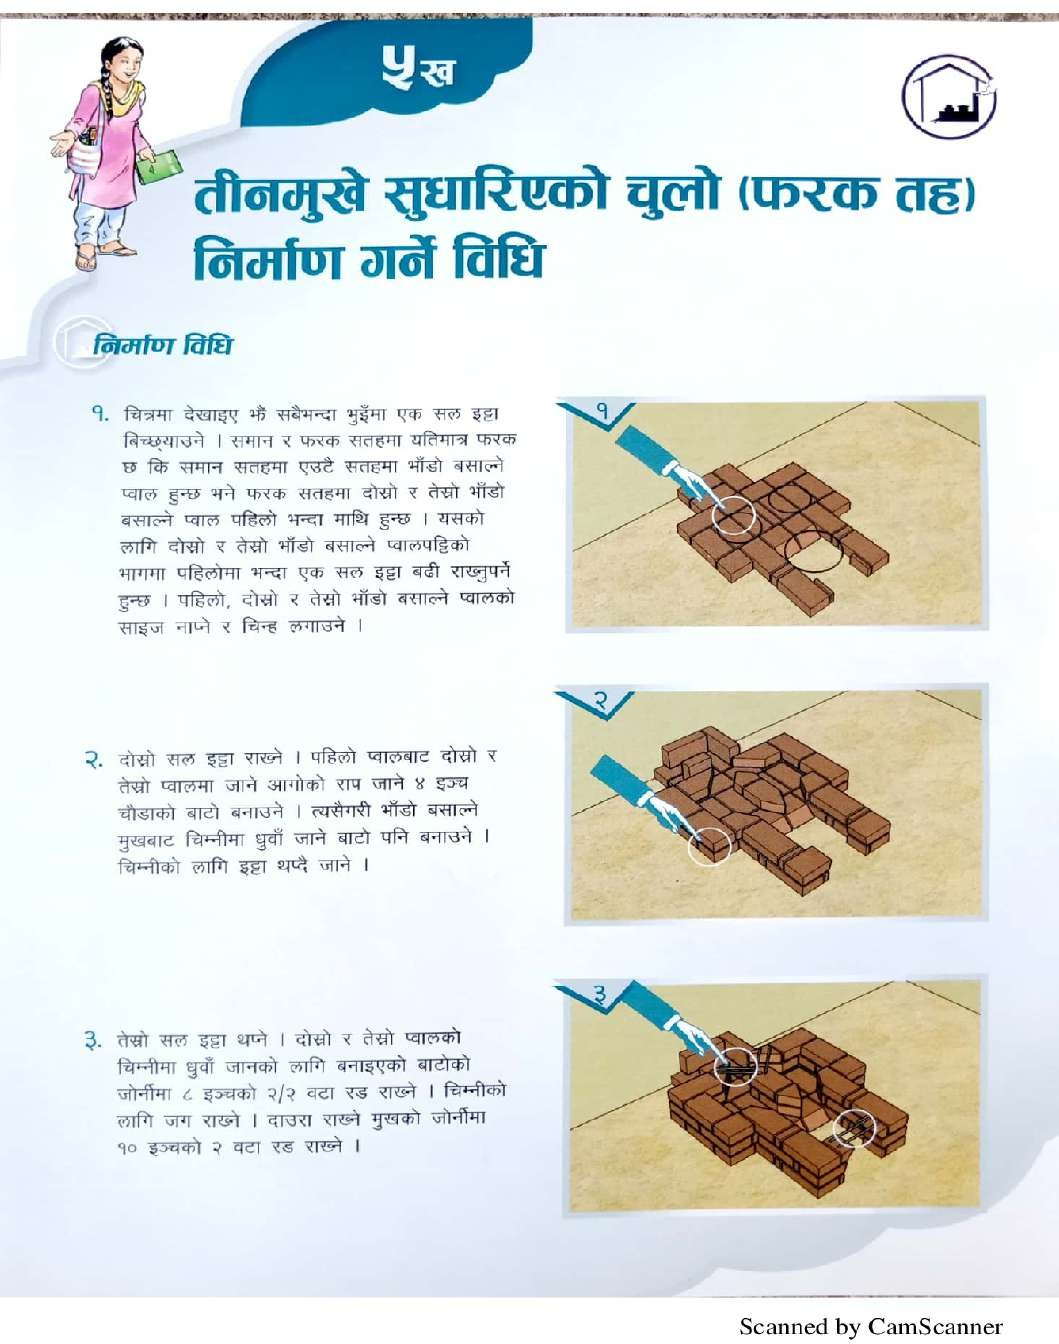 ५ख
तीनमुखे सुधारिएको चुलो (फरक तह)
निर्माण गर्ने विधि
निर्माण विधि
१. चित्रमा देखाइए झैं सबैभन्दा भुइँमा एक सल इट्टा
बिच्छ्याउने । समान र फरक सतहमा यतिमात्र फरक
छ कि समान सतहमा एउटै सतहमा भाँडो बसाल्ने
प्वाल हुन्छ भने फरक सतहमा दोस्रो र तेस्रो भाँडो
बसाल्ने प्वाल पहिलो भन्दा माथि हुन्छ । यसको
लागि दोस्रो र तेस्रो भाँडो बसाल्ने प्वालपट्टिको
भागमा पहिलोमा भन्दा एक सल इट्टा बढी राख्नुपर्ने
हुन्छ । पहिलो, दोस्रो र तेस्रो भाँडो बसाल्ने प्वालको
साइज नाप्ने र चिन्ह लगाउने ।
१
२. दोस्रो सल इट्टा राख्ने । पहिलो प्वालबाट दोस्रो र
तेस्रो प्वालमा जाने आगोको राप जाने ४ इञ्च
चौडाको बाटो बनाउने । त्यसैगरी भाँडो बसाल्ने
मुखबाट चिम्नीमा धुवाँ जाने बाटो पनि बनाउने ।
चिम्नीको लागि इट्टा थप्दै जाने ।
२
३. तेस्रो सल इट्टा थप्ने । दोस्रो र तेस्रो प्वालको
चिम्नीमा धुवाँ जानको लागि बनाइएको बाटोको
जोर्नीमा ८ इञ्चको २/२ वटा रड राख्ने । चिम्नीको
लागि जग राख्ने । दाउरा राख्ने मुखको जोर्नीमा
१० इञ्चको २ वटा रड राख्ने ।
३
Scanned by CamScanner